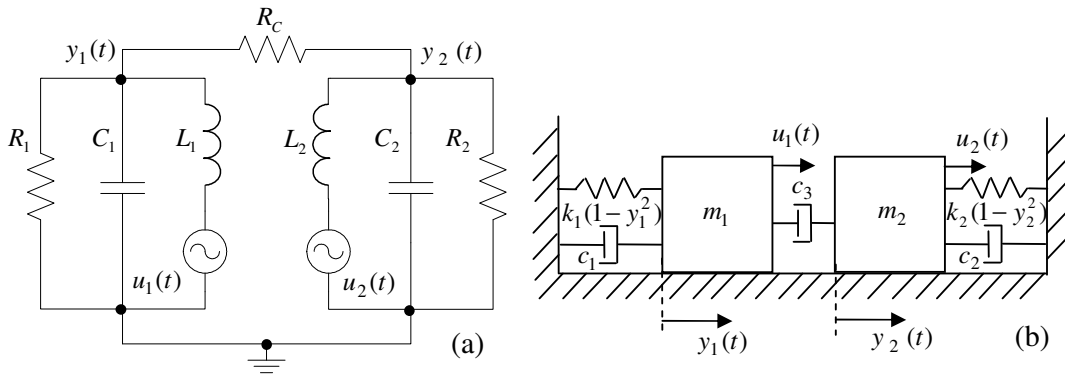 R_C
y_1(t)
y_2(t)
R_1
C_1
L_1
L_2
C_2
R_2
u_1(t)
u_2(t)
(a)
u_1(t)
u_2(t)
c_3
k_1(1-y_1^2)
m_1
m_2
k_2(1-y_2^2)
c_1
c_2
y_1(t)
y_2(t)
(b)